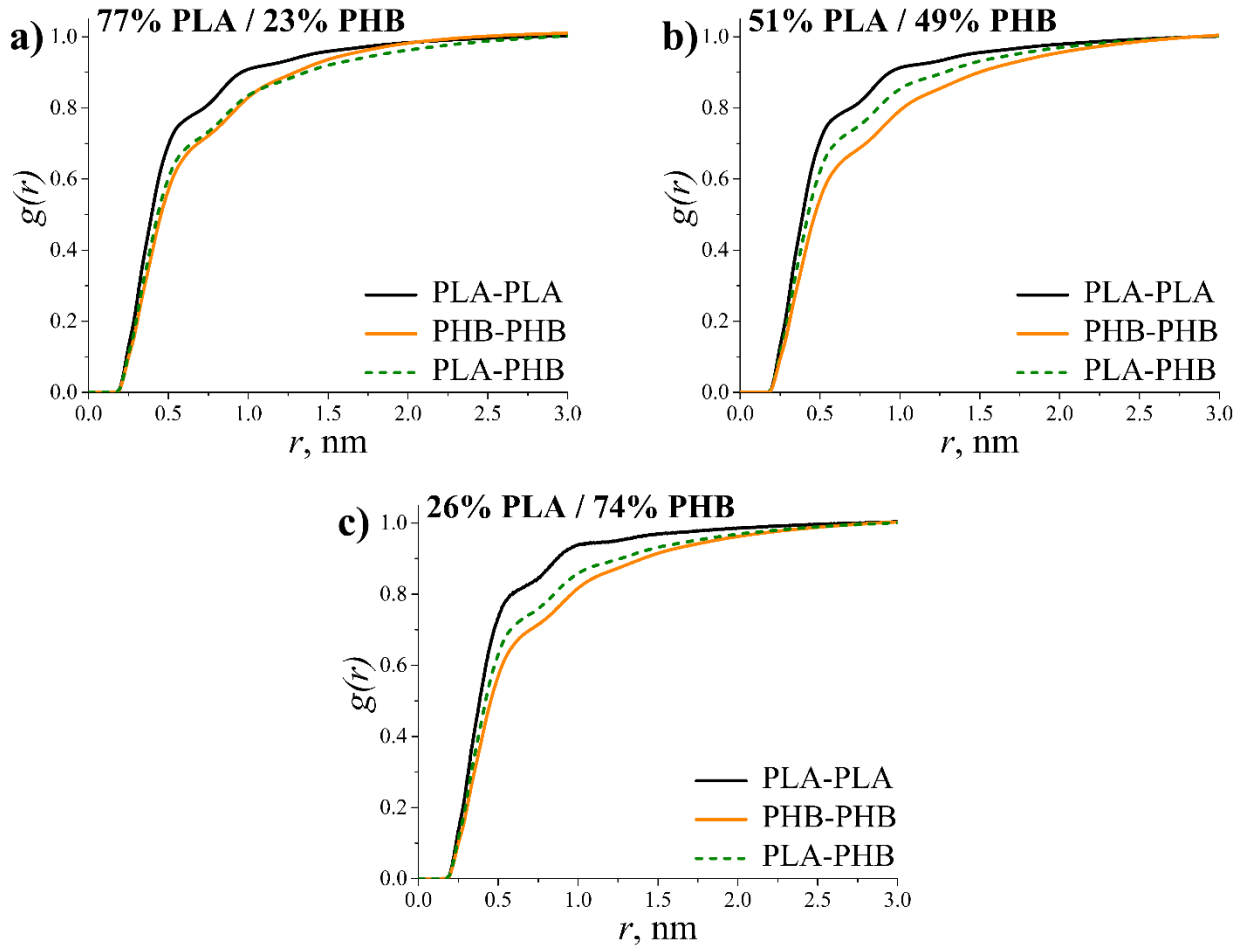 a) 77% PLA / 23% PHB
1.0
0.8
0.6
0.4
0.2
0.0
g(r)
PLA-PLA
PHB-PHB
PLA-PHB
0.0 0.5 1.0 1.5 2.0 2.5 3.0
r, nm
b) 51% PLA / 49% PHB
1.0
0.8
0.6
0.4
0.2
0.0
g(r)
PLA-PLA
PHB-PHB
PLA-PHB
0.0 0.5 1.0 1.5 2.0 2.5 3.0
r, nm
c) 26% PLA / 74% PHB
1.0
0.8
0.6
0.4
0.2
0.0
g(r)
PLA-PLA
PHB-PHB
PLA-PHB
0.0 0.5 1.0 1.5 2.0 2.5 3.0
r, nm